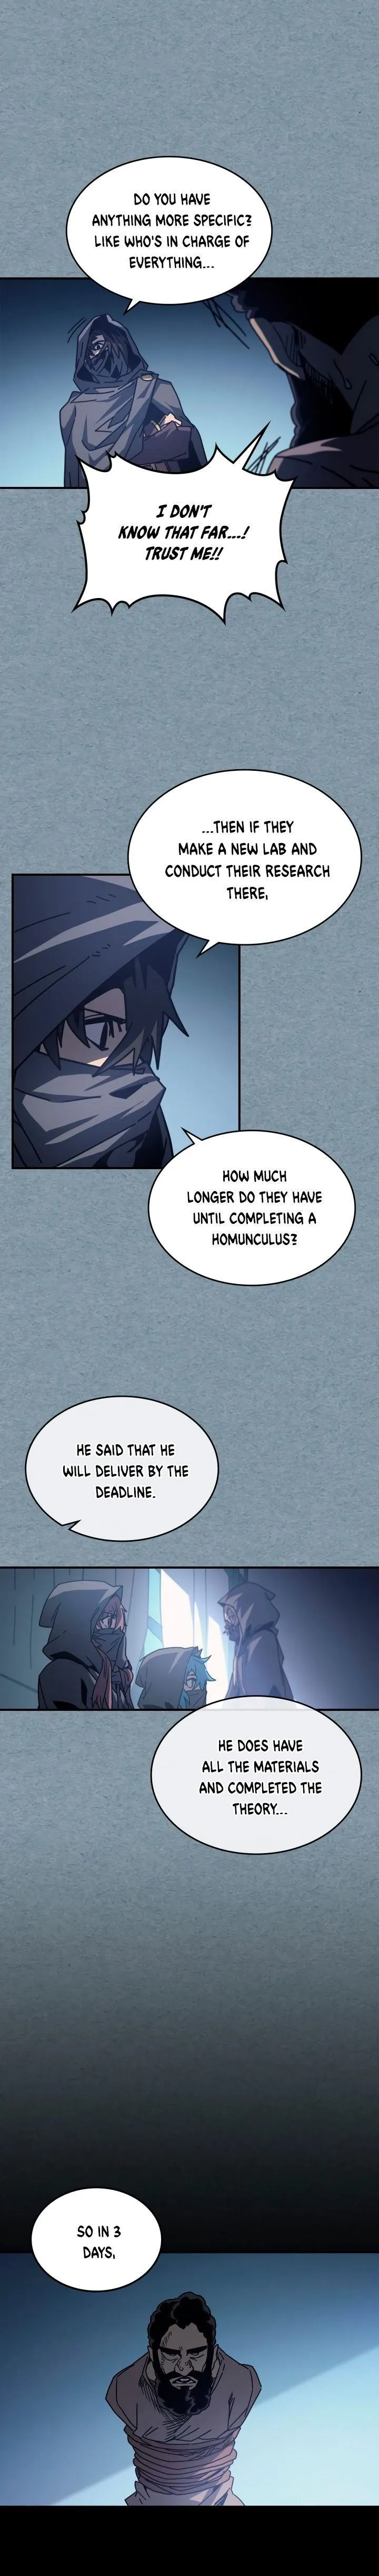 DO YOU HAVE
ANYTHING MORE SPECIFIC?
LIKE WHO'S IN CHARGE OF
EVERYTHING...
I DON'T
KNOW THAT FAR...!
TRUST ME!!
...THEN IF THEY
MAKE A NEW LAB AND
CONDUCT THEIR RESEARCH
THERE,
HOW MUCH
LONGER DO THEY HAVE
UNTIL COMPLETING A
HOMUNCULUS?
HE SAID THAT HE
WILL DELIVER BY THE
DEADLINE.
HE DOES HAVE
ALL THE MATERIALS
AND COMPLETED THE
THEORY...
SO IN 3
DAYS,